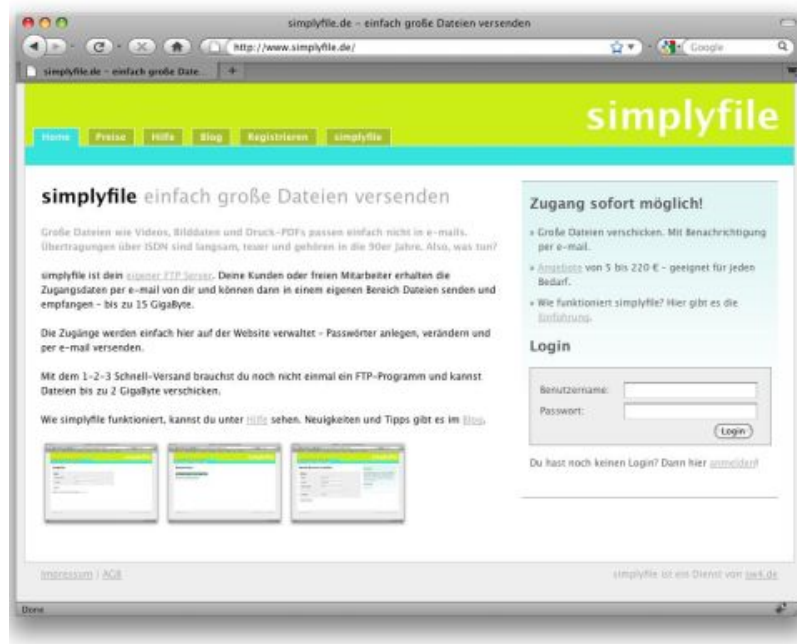 simplyfile.de – einfach große Dateien versenden
http://www.simplyfile.de/
Google
simplyfile.de – einfach große Date...
simplyfile
Home Preise Hilfe Blog Registrieren simplyfile
simplyfile einfach große Dateien versenden
Große Dateien wie Videos, Bilddaten und Druck-PDFs passen einfach nicht in e-mails.
Übertragungen über ISDN sind langsam, teuer und gehören in die 90er Jahre. Also, was tun?
simplyfile ist dein eigener FTP Server. Deine Kunden oder freien Mitarbeiter erhalten die
Zugangsdaten per e-mail von dir und können dann in einem eigenen Bereich Dateien senden und
empfangen – bis zu 15 GigaByte.
Die Zugänge werden einfach hier auf der Website verwaltet – Passwörter anlegen, verändern und
per e-mail versenden.
Mit dem 1-2-3 Schnell-Versand brauchst du noch nicht einmal ein FTP-Programm und kannst
Dateien bis zu 2 GigaByte verschicken.
Wie simplyfile funktioniert, kannst du unter Hilfe sehen. Neuigkeiten und Tipps gibt es im Blog.
Zugang sofort möglich!
» Große Dateien verschicken. Mit Benachrichtigung
per e-mail.
» Angebote von 5 bis 220 € – geeignet für jeden
Bedarf.
» Wie funktioniert simplyfile? Hier gibt es die
Einführung.
Login
Benutzername:
Passwort:
Login
Du hast noch keinen Login? Dann hier anmelden!
Impressum | AGB
simplyfile ist ein Dienst von swk.de
Done